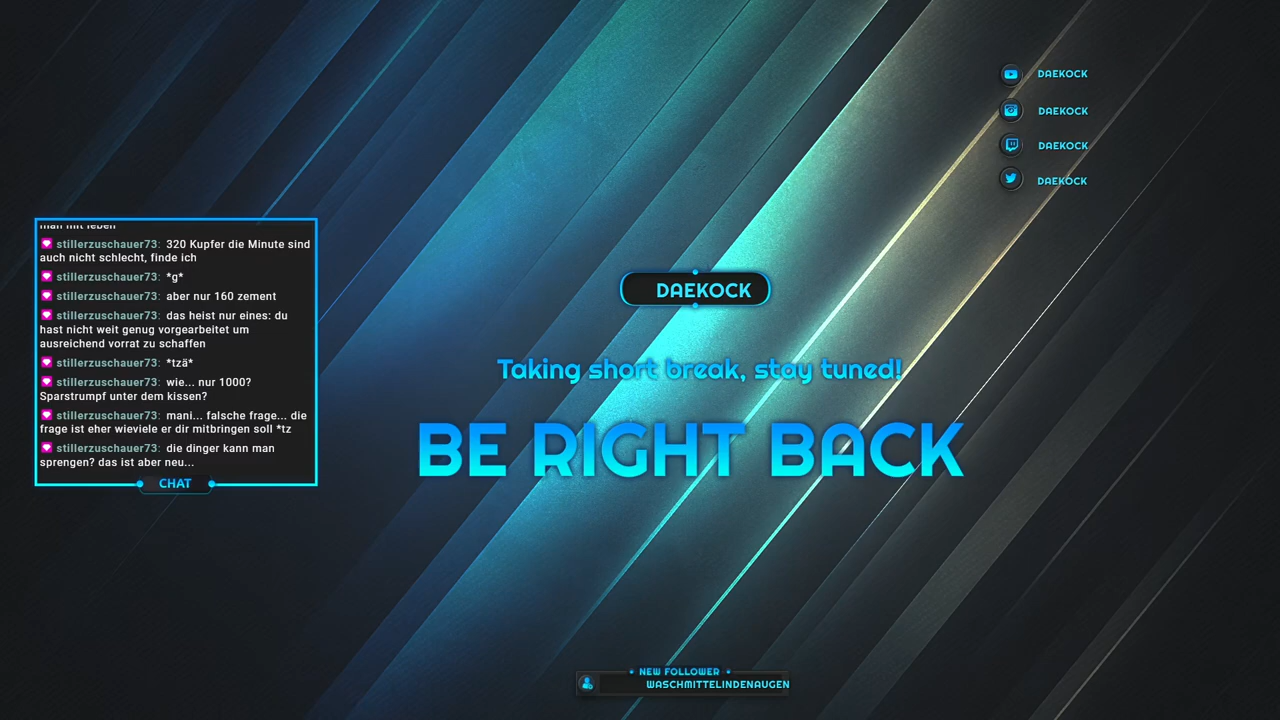 DAEKOCK
DAEKOCK
DAEKOCK
DAEKOCK
man mit leben
stillerzuschauer73: 320 Kupfer die Minute sind
auch nicht schlecht, finde ich
stillerzuschauer73: *g*
stillerzuschauer73: aber nur 160 zement
stillerzuschauer73: das heist nur eines: du
hast nicht weit genug vorgearbeitet um
ausreichend vorrat zu schaffen
stillerzuschauer73: *tzä*
stillerzuschauer73: wie... nur 1000?
Sparstrumpf unter dem kissen?
stillerzuschauer73: mani... falsche frage... die
frage ist eher wieviele er dir mitbringen soll *tz
stillerzuschauer73: die dinger kann man
sprengen? das ist aber neu...
CHAT
DAEKOCK
Taking short break, stay tuned!
BE RIGHT BACK
NEW FOLLOWER
WASCHMITTELINDENAUGEN